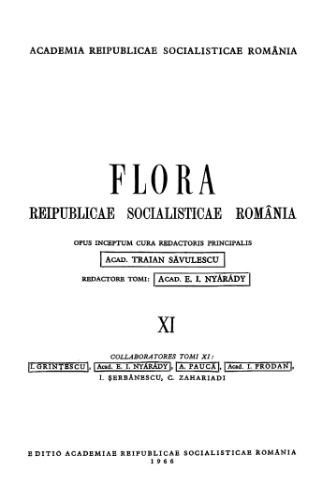 ACADEMIA REIPUBLICAE SOCIALISTICAE ROMÂNIA
FLORA
REIPUBLICAE SOCIALISTICAE ROMÂNIA
OPUS INCEPTUM CURA REDACTORIS PRINCIPALIS
ACAD. TRAIAN SĂVULESCU
REDACTORE TOMI: ACAD. E. I. NYÁRÁDY
XI
COLLABORATORES TOMI XI:
I. GRINȚESCU, Acad. E. I. NYÁRÁDY, A. PAUCĂ, Acad. I. PRODAN,
I. ȘERBĂNESCU, C. ZAHARIADI
EDITIO ACADEMIAE REIPUBLICAE SOCIALISTICAE ROMÂNIA
1966